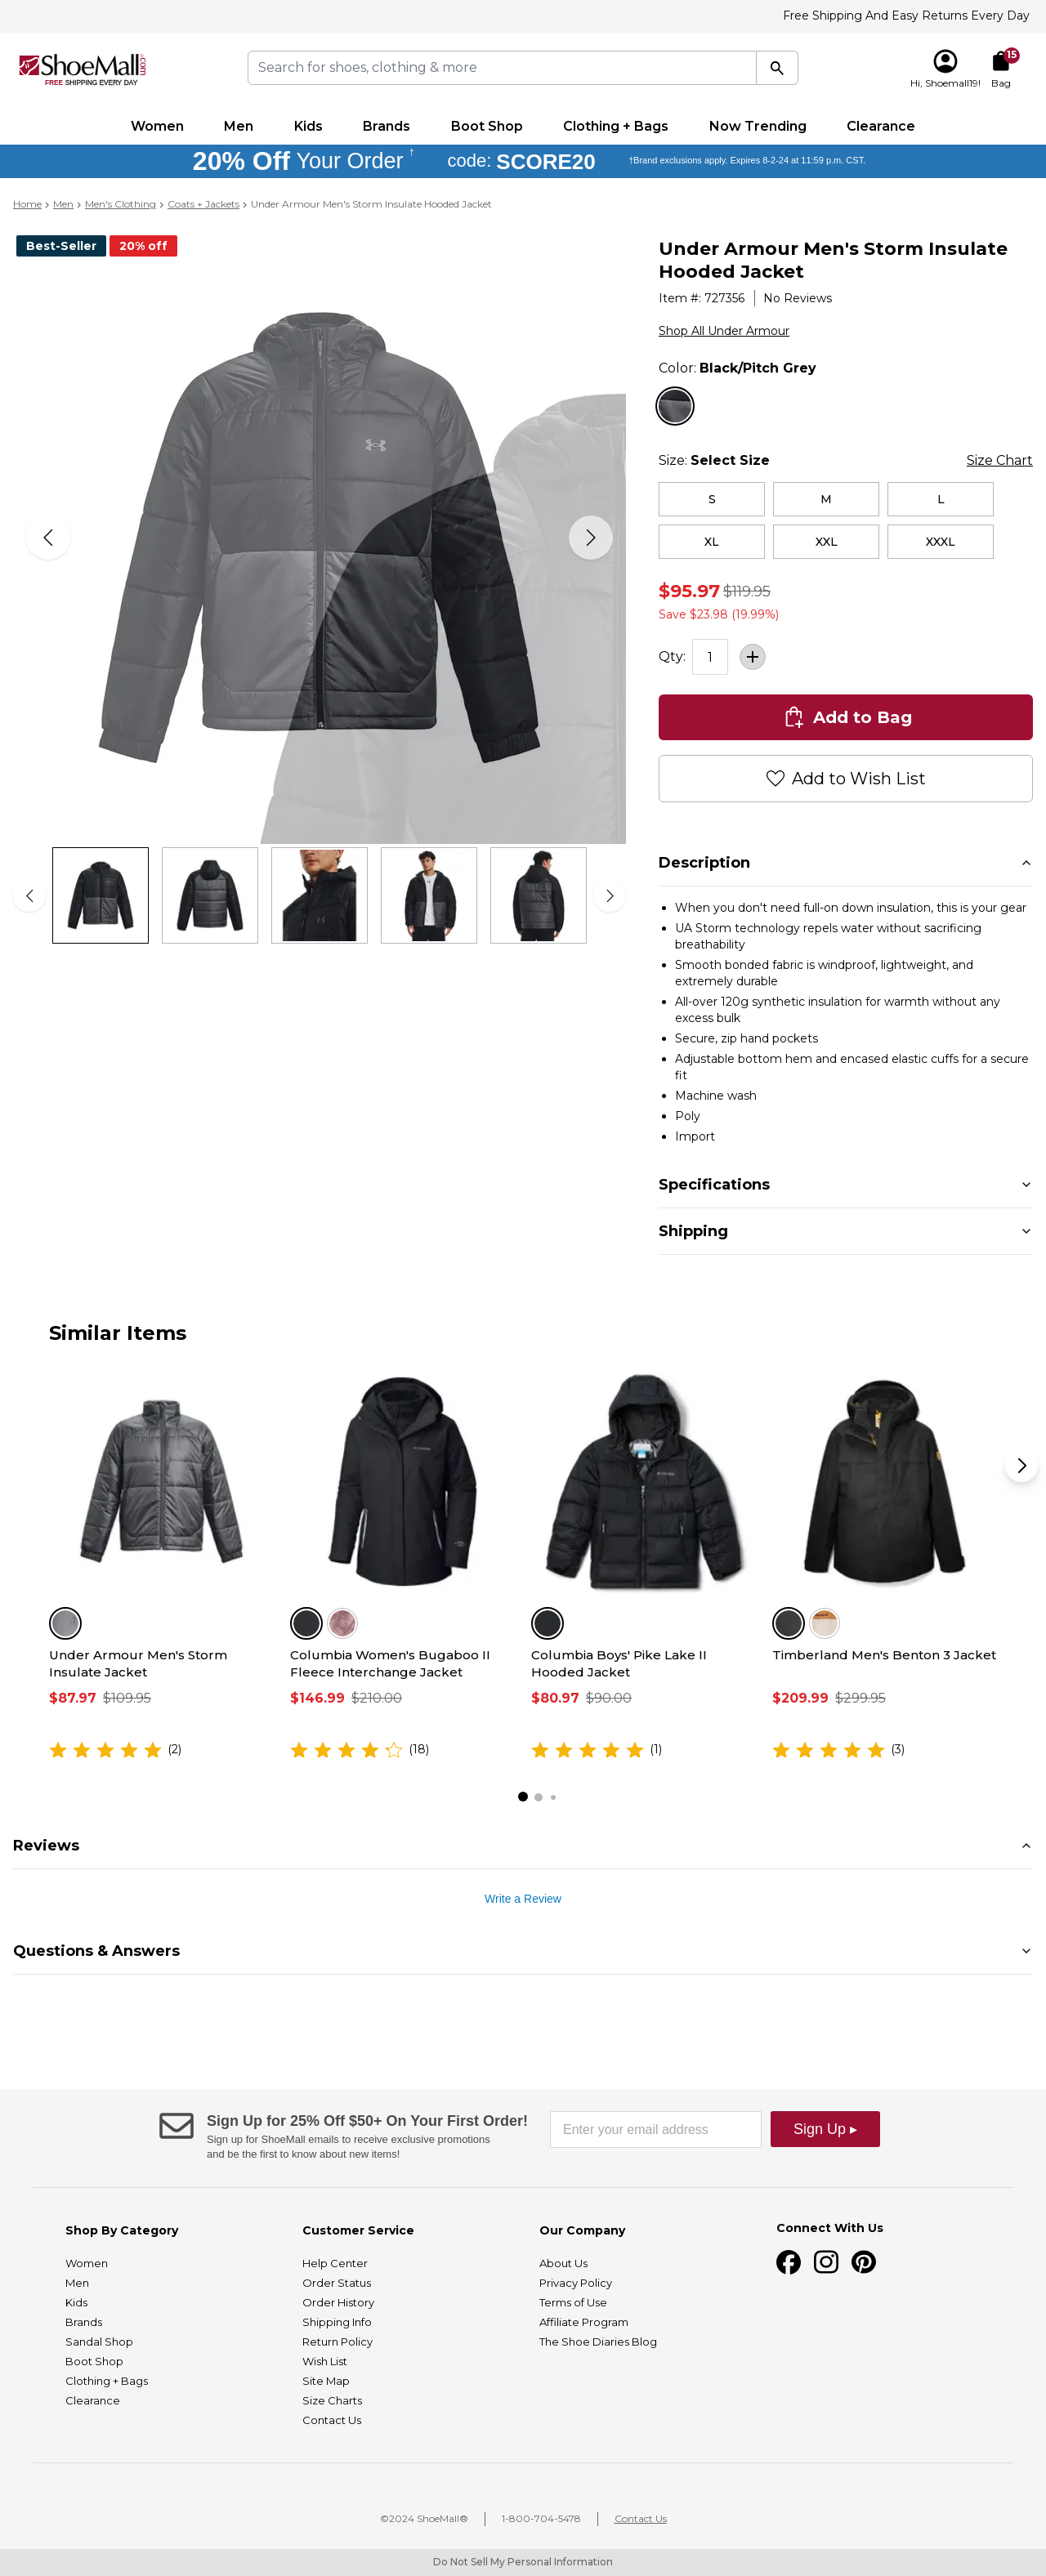 Free Shipping And Easy Returns Every Day
ShoeMall.com
FREE SHIPPING EVERY DAY
Search for shoes, clothing & more
15
Hi, Shoemall19!
Bag
Women
Men
Kids
Brands
Boot Shop
Clothing + Bags
Now Trending
Clearance
20% Off Your Order †
code: SCORE20
†Brand exclusions apply. Expires 8-2-24 at 11:59 p.m. CST.
Home > Men > Men's Clothing > Coats + Jackets > Under Armour Men's Storm Insulate Hooded Jacket
Best-Seller
20% off
Under Armour Men's Storm Insulate
Hooded Jacket
Item #: 727356
No Reviews
Shop All Under Armour
Color: Black/Pitch Grey
Size: Select Size
Size Chart
S
M
L
XL
XXL
XXXL
$95.97 $119.95
Save $23.98 (19.99%)
Qty:
1
Add to Bag
Add to Wish List
Description
• When you don't need full-on down insulation, this is your gear
• UA Storm technology repels water without sacrificing
breathability
• Smooth bonded fabric is windproof, lightweight, and
extremely durable
• All-over 120g synthetic insulation for warmth without any
excess bulk
• Secure, zip hand pockets
• Adjustable bottom hem and encased elastic cuffs for a secure
fit
• Machine wash
• Poly
• Import
Specifications
Shipping
Similar Items
Under Armour Men's Storm
Insulate Jacket
$87.97 $109.95
(2)
Columbia Women's Bugaboo II
Fleece Interchange Jacket
$146.99 $210.00
(18)
Columbia Boys' Pike Lake II
Hooded Jacket
$80.97 $90.00
(1)
Timberland Men's Benton 3 Jacket
$209.99 $299.95
(3)
Reviews
Write a Review
Questions & Answers
Sign Up for 25% Off $50+ On Your First Order!
Sign up for ShoeMall emails to receive exclusive promotions
and be the first to know about new items!
Enter your email address
Sign Up ▸
Shop By Category
Women
Men
Kids
Brands
Sandal Shop
Boot Shop
Clothing + Bags
Clearance
Customer Service
Help Center
Order Status
Order History
Shipping Info
Return Policy
Wish List
Site Map
Size Charts
Contact Us
Our Company
About Us
Privacy Policy
Terms of Use
Affiliate Program
The Shoe Diaries Blog
Connect With Us
©2024 ShoeMall®
1-800-704-5478
Contact Us
Do Not Sell My Personal Information